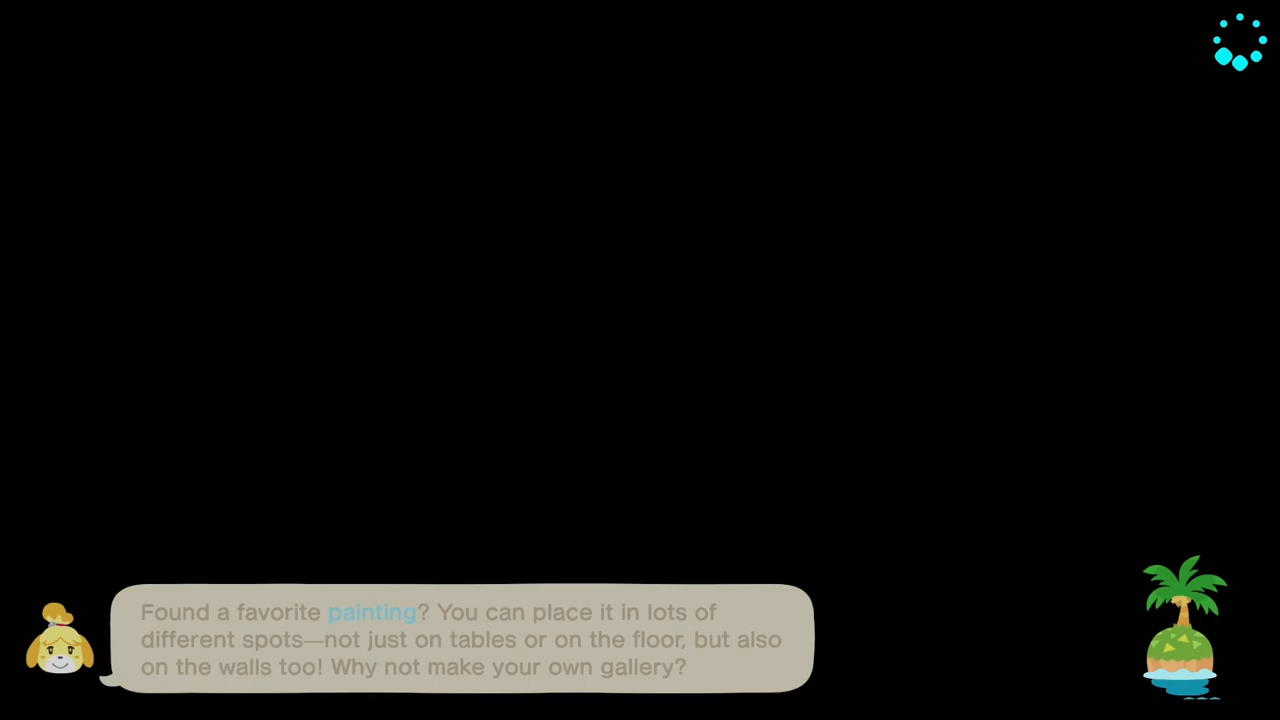 Found a favorite painting? You can place it in lots of
different spots—not just on tables or on the floor, but also
on the walls too! Why not make your own gallery?